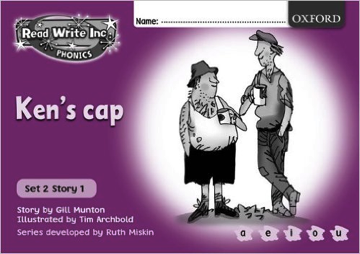 Read Write Inc.
PHONICS
Name:
OXFORD
Ken's cap
Set 2 Story 1
Story by Gill Munton
Illustrated by Tim Archbold
Series developed by Ruth Miskin
a e i o u